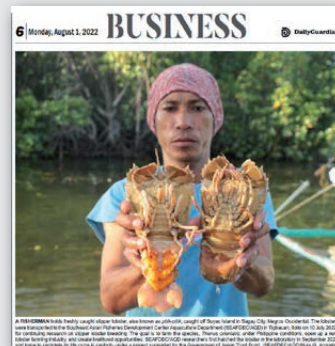 6 Monday, August 1, 2022 BUSINESS DailyGuardia
A FISHERMAN holds freshly caught slipper lobster, also known as pitik-pitik, caught off Suyac Island in Sagay City, Negros Occidental. The lobsters
were transported to the Southeast Asian Fisheries Development Center Aquaculture Department (SEAFDEC/AQD) in Tigbauan, Iloilo on 10 July 2022
for continuing research on slipper lobster breeding. The goal is to farm the species, Thenus orientalis, under Philippine conditions, open up a new
lobster farming industry, and create livelihood opportunities. SEAFDEC/AQD researchers first hatched the lobster in the laboratory in September